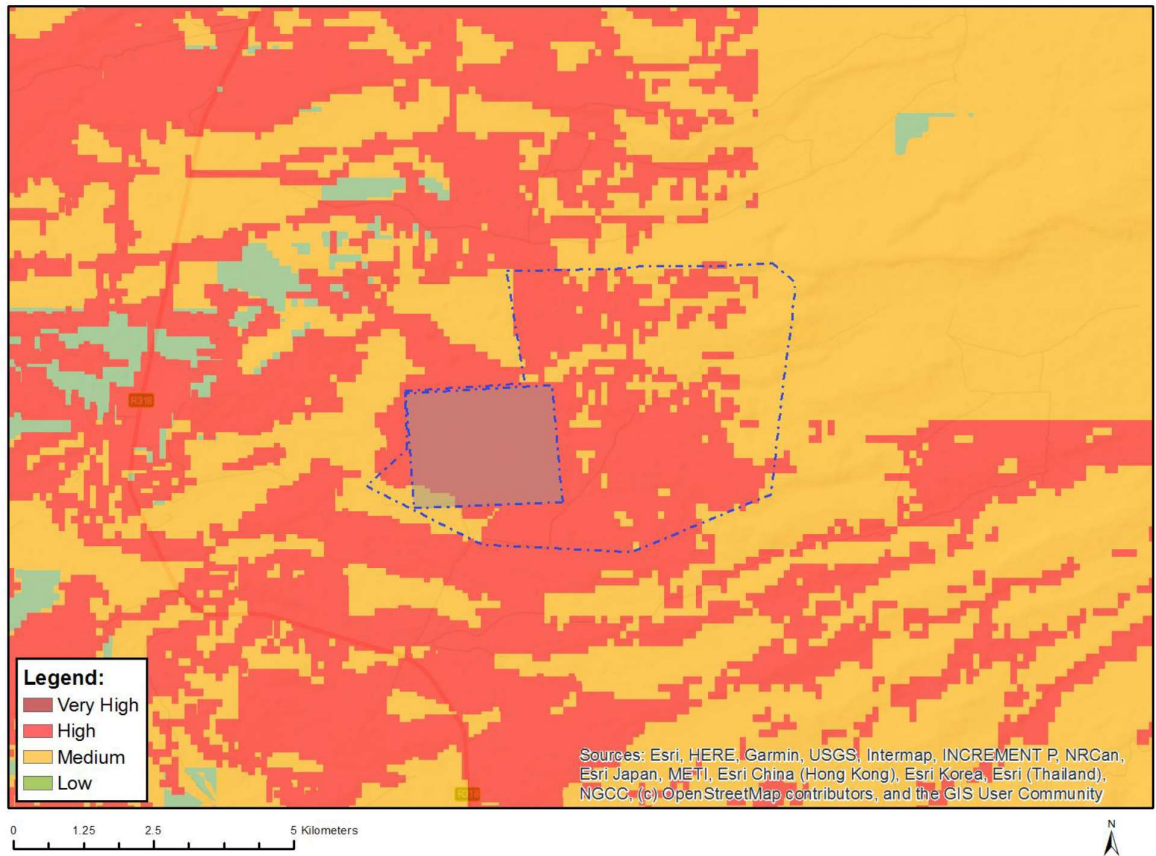 R318
Legend:
Very High
High
Medium
Low
Sources: Esri, HERE, Garmin, USGS, Intermap, INCREMENT P, NRCan,
Esri Japan, METI, Esri China (Hong Kong), Esri Korea, Esri (Thailand),
NGCC, (c) OpenStreetMap contributors, and the GIS User Community
R318
0 1.25 2.5 5 Kilometers
N